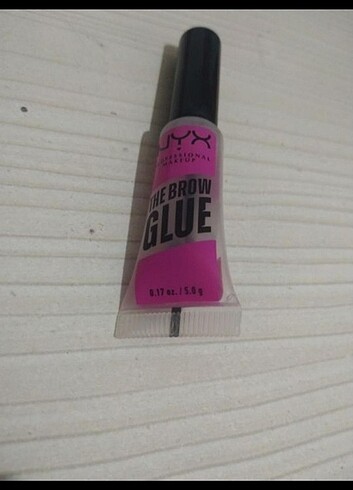 NYX
PROFESSIONAL
MAKEUP
THE BROW
GLUE
0.17 oz. / 5.0 g